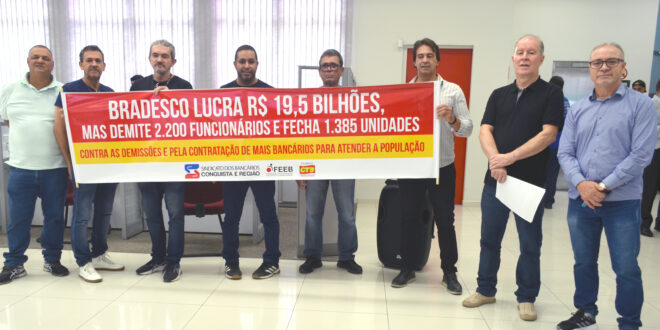 BRADESCO LUCRA R$ 19,5 BILHÕES,
MAS DEMITE 2.200 FUNCIONÁRIOS E FECHA 1.385 UNIDADES
CONTRA AS DEMISSÕES E PELA CONTRATAÇÃO DE MAIS BANCÁRIOS PARA ATENDER A POPULAÇÃO
SINDICATO DOS BANCÁRIOS
CONQUISTA E REGIÃO
FEEB
CTB